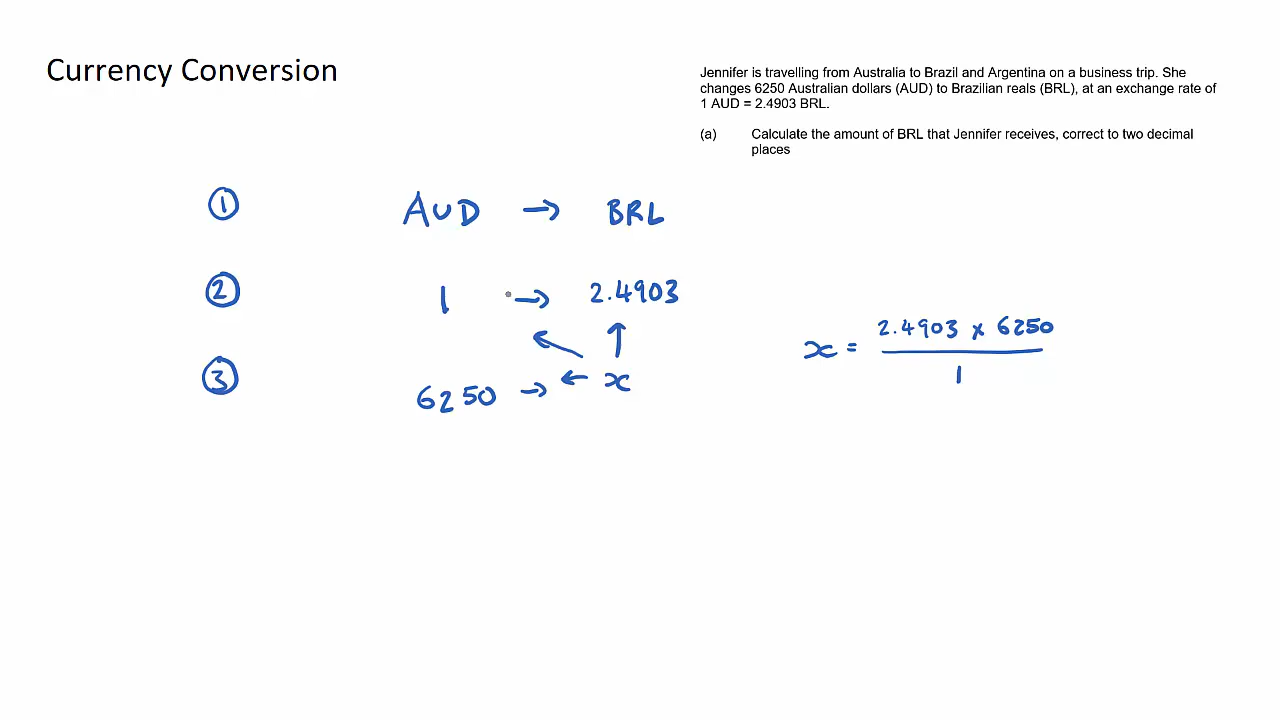 Currency Conversion
Jennifer is travelling from Australia to Brazil and Argentina on a business trip. She
changes 6250 Australian dollars (AUD) to Brazilian reals (BRL), at an exchange rate of
1 AUD = 2.4903 BRL.
(a) Calculate the amount of BRL that Jennifer receives, correct to two decimal
places
① AUD → BRL
② 1 → 2.4903
③ 6250 → x
x = 2.4903 x 6250
1